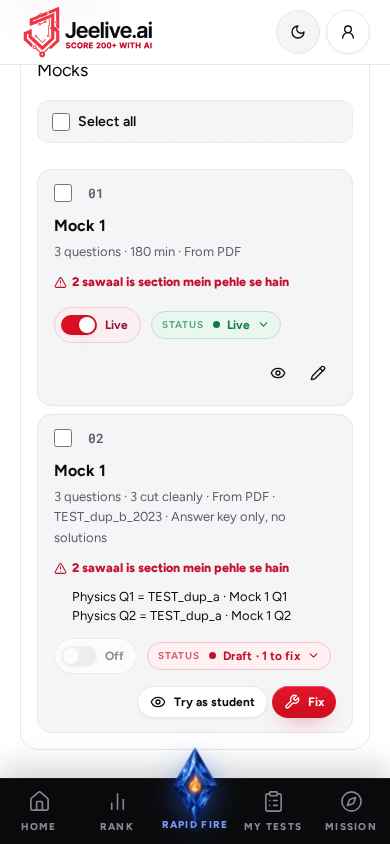 Jeelive.ai
SCORE 200+ WITH AI
Mocks
Select all
01
Mock 1
3 questions · 180 min · From PDF
2 sawaal is section mein pehle se hain
Live
STATUS Live
02
Mock 1
3 questions · 3 cut cleanly · From PDF ·
TEST_dup_b_2023 · Answer key only, no
solutions
2 sawaal is section mein pehle se hain
Physics Q1 = TEST_dup_a · Mock 1 Q1
Physics Q2 = TEST_dup_a · Mock 1 Q2
Off
STATUS Draft · 1 to fix
Try as student
Fix
HOME
RANK
RAPID FIRE
MY TESTS
MISSION